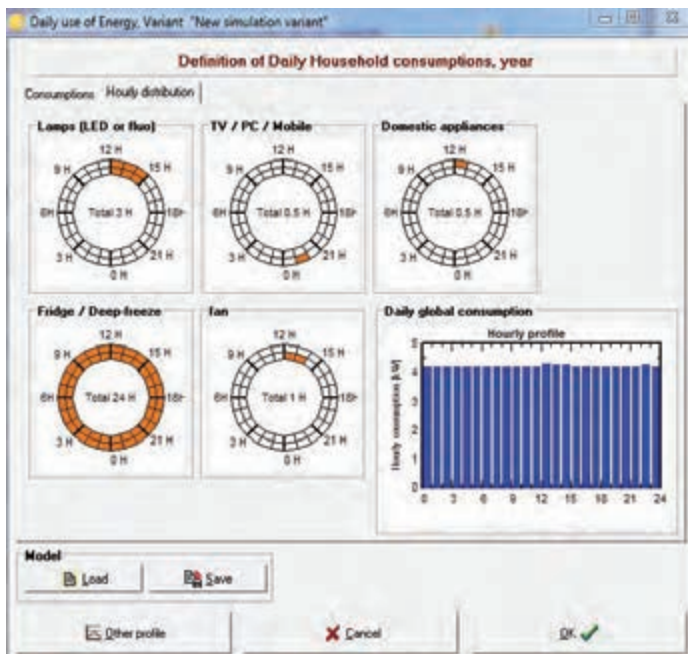 Daily use of Energy, Variant "New simulation variant"
Definition of Daily Household consumptions, year
Consumptions Hourly distribution
Lamps (LED or fluo)
12 H
9 H 15 H
6H Total 3 H 18H
3 H 21 H
0 H
TV / PC / Mobile
12 H
9 H 15 H
6H Total 0.5 H 18H
3 H 21 H
0 H
Domestic appliances
12 H
9 H 15 H
6H Total 0.5 H 18H
3 H 21 H
0 H
Fridge / Deep-freeze
12 H
9 H 15 H
6H Total 24 H 18H
3 H 21 H
0 H
fan
12 H
9 H 15 H
6H Total 1 H 18H
3 H 21 H
0 H
Daily global consumption
Hourly profile
Hourly consumption [kW]
5
4
3
2
1
0
0 3 6 9 12 15 18 21 24
Model
Load Save
Other profile Cancel OK